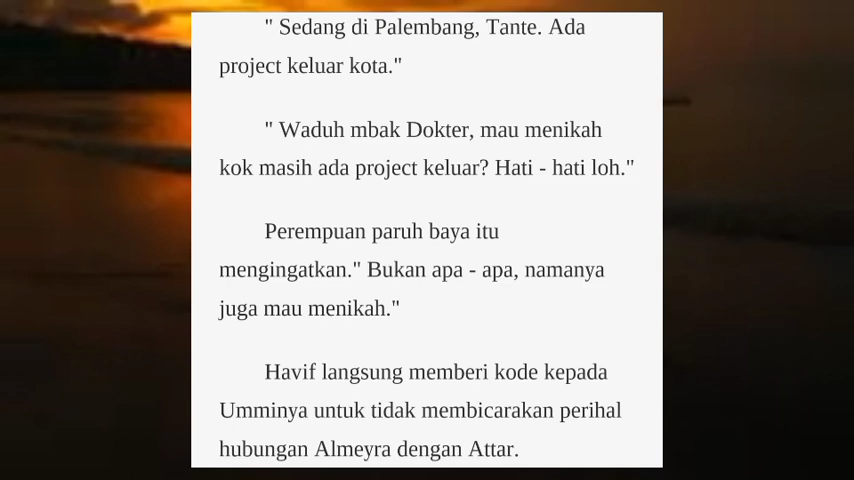 " Sedang di Palembang, Tante. Ada
project keluar kota."
" Waduh mbak Dokter, mau menikah
kok masih ada project keluar? Hati - hati loh."
Perempuan paruh baya itu
mengingatkan." Bukan apa - apa, namanya
juga mau menikah."
Havif langsung memberi kode kepada
Umminya untuk tidak membicarakan perihal
hubungan Almeyra dengan Attar.